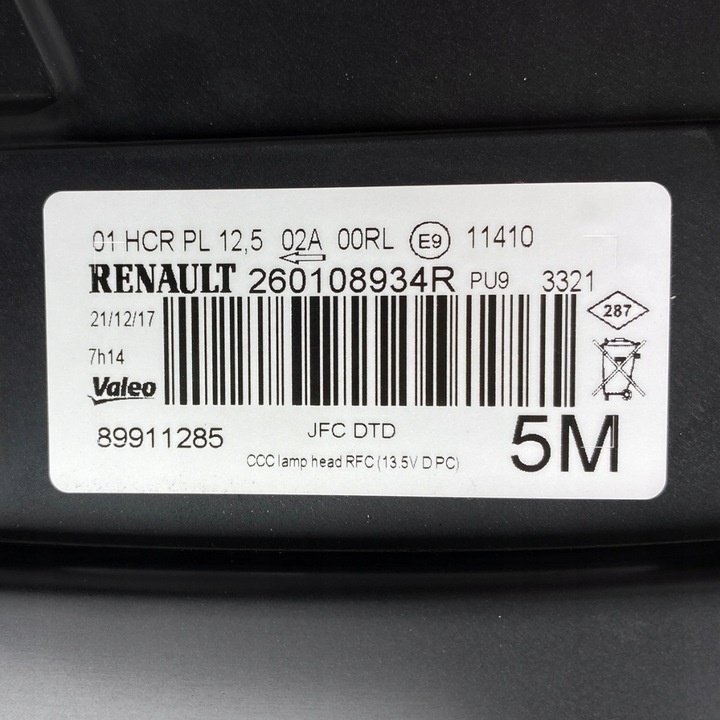 01 HCR PL 12,5 02A 00RL E9 11410
RENAULT 260108934R PU9 3321
21/12/17
287
7h14
Valeo
89911285 JFC DTD 5M
CCC lamp head RFC (13.5V D PC)